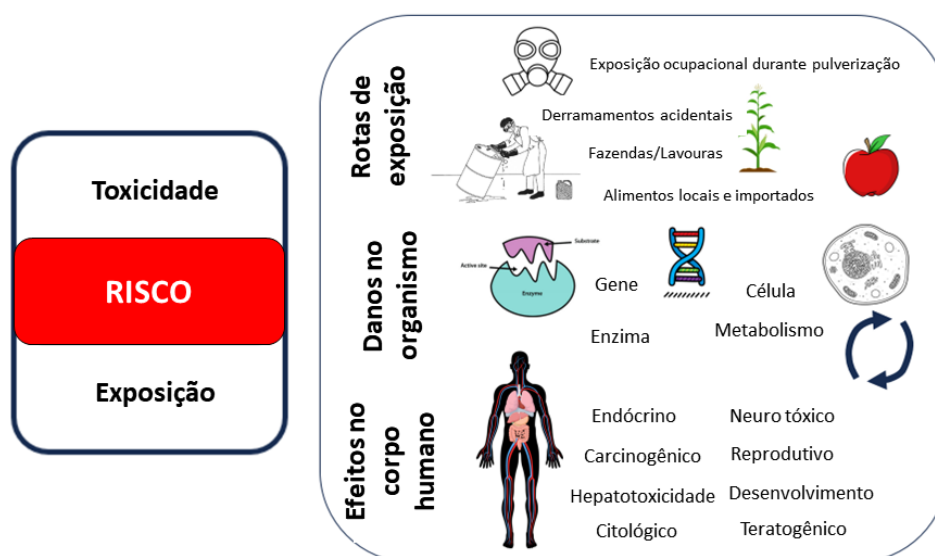 Toxicidade
RISCO
Exposição
Rotas de
exposição
Exposição ocupacional durante pulverização
Derramamentos acidentais
Fazendas/Lavouras
Alimentos locais e importados
Danos no
organismo
Substrate
Active site
Enzyme
Gene
Célula
Enzima
Metabolismo
Efeitos no
corpo
humano
Endócrino
Neuro tóxico
Carcinogênico
Reprodutivo
Hepatotoxicidade
Desenvolvimento
Citológico
Teratogênico